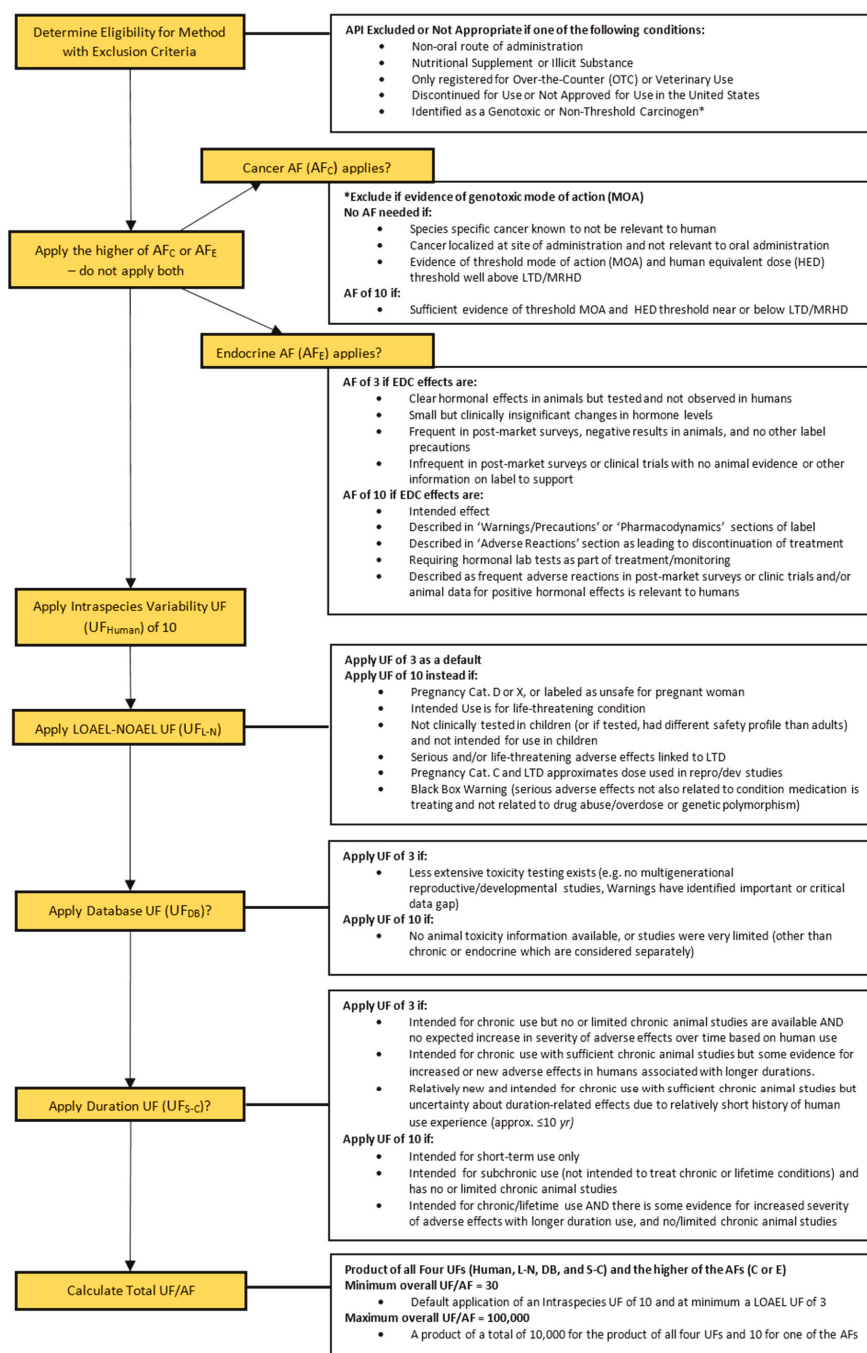 Determine Eligibility for Method
with Exclusion Criteria
API Excluded or Not Appropriate if one of the following conditions:
• Non-oral route of administration
• Nutritional Supplement or Illicit Substance
• Only registered for Over-the-Counter (OTC) or Veterinary Use
• Discontinued for Use or Not Approved for Use in the United States
• Identified as a Genotoxic or Non-Threshold Carcinogen*
Cancer AF (AFC) applies?
*Exclude if evidence of genotoxic mode of action (MOA)
No AF needed if:
• Species specific cancer known to not be relevant to human
• Cancer localized at site of administration and not relevant to oral administration
• Evidence of threshold mode of action (MOA) and human equivalent dose (HED)
threshold well above LTD/MRHD
AF of 10 if:
• Sufficient evidence of threshold MOA and HED threshold near or below LTD/MRHD
Apply the higher of AFC or AFE
– do not apply both
Endocrine AF (AFE) applies?
AF of 3 if EDC effects are:
• Clear hormonal effects in animals but tested and not observed in humans
• Small but clinically insignificant changes in hormone levels
• Frequent in post-market surveys, negative results in animals, and no other label
precautions
• Infrequent in post-market surveys or clinical trials with no animal evidence or other
information on label to support
AF of 10 if EDC effects are:
• Intended effect
• Described in ‘Warnings/Precautions’ or ‘Pharmacodynamics’ sections of label
• Described in ‘Adverse Reactions’ section as leading to discontinuation of treatment
• Requiring hormonal lab tests as part of treatment/monitoring
• Described as frequent adverse reactions in post-market surveys or clinic trials and/or
animal data for positive hormonal effects is relevant to humans
Apply Intraspecies Variability UF
(UFHuman) of 10
Apply LOAEL-NOAEL UF (UFL-N)
Apply UF of 3 as a default
Apply UF of 10 instead if:
• Pregnancy Cat. D or X, or labeled as unsafe for pregnant woman
• Intended Use is for life-threatening condition
• Not clinically tested in children (or if tested, had different safety profile than adults)
and not intended for use in children
• Serious and/or life-threatening adverse effects linked to LTD
• Pregnancy Cat. C and LTD approximates dose used in repro/dev studies
• Black Box Warning (serious adverse effects not also related to condition medication is
treating and not related to drug abuse/overdose or genetic polymorphism)
Apply Database UF (UFDB)?
Apply UF of 3 if:
• Less extensive toxicity testing exists (e.g. no multigenerational
reproductive/developmental studies, Warnings have identified important or critical
data gap)
Apply UF of 10 if:
• No animal toxicity information available, or studies were very limited (other than
chronic or endocrine which are considered separately)
Apply Duration UF (UFS-C)?
Apply UF of 3 if:
• Intended for chronic use but no or limited chronic animal studies are available AND
no expected increase in severity of adverse effects over time based on human use
• Intended for chronic use with sufficient chronic animal studies but some evidence for
increased or new adverse effects in humans associated with longer durations.
• Relatively new and intended for chronic use with sufficient chronic animal studies but
uncertainty about duration-related effects due to relatively short history of human
use experience (approx. ≤10 yr)
Apply UF of 10 if:
• Intended for short-term use only
• Intended for subchronic use (not intended to treat chronic or lifetime conditions) and
has no or limited chronic animal studies
• Intended for chronic/lifetime use AND there is some evidence for increased severity
of adverse effects with longer duration use, and no/limited chronic animal studies
Calculate Total UF/AF
Product of all Four UFs (Human, L-N, DB, and S-C) and the higher of the AFs (C or E)
Minimum overall UF/AF = 30
• Default application of an Intraspecies UF of 10 and at minimum a LOAEL UF of 3
Maximum overall UF/AF = 100,000
• A product of a total of 10,000 for the product of all four UFs and 10 for one of the AFs